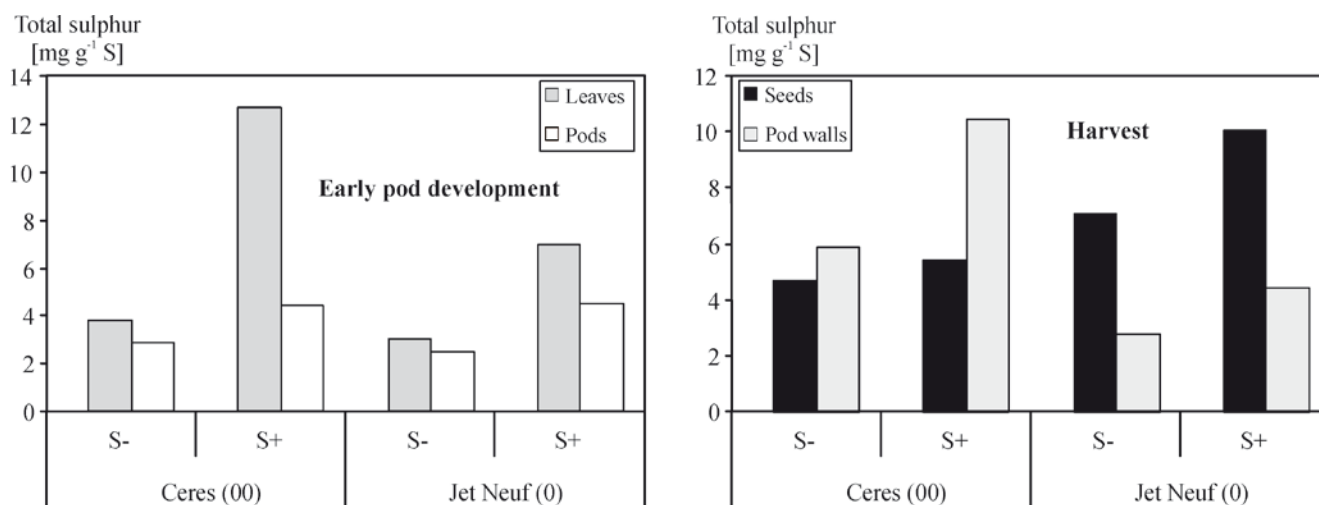 Total sulphur
[mg g-1 S]
14
12
10
8
6
4
2
0
Leaves
Pods
Early pod development
S-
S+
S-
S+
Ceres (00)
Jet Neuf (0)
Total sulphur
[mg g-1 S]
12
10
8
6
4
2
0
Seeds
Pod walls
Harvest
S-
S+
S-
S+
Ceres (00)
Jet Neuf (0)